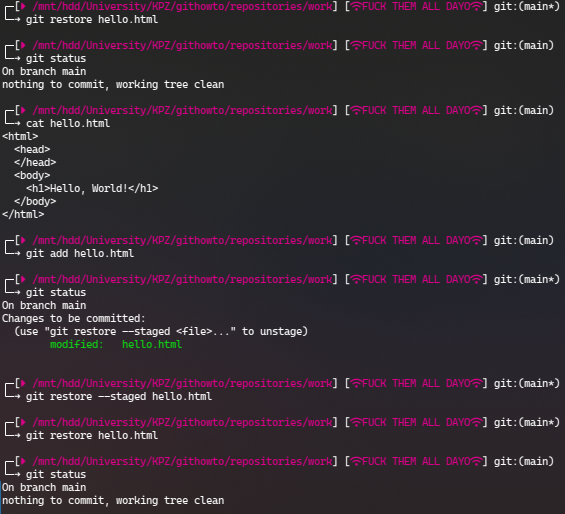 ┌─[▶ /mnt/hdd/University/KPZ/githowto/repositories/work] [FUCK THEM ALL DAYO] git:(main*)
└─→ git restore hello.html
┌─[▶ /mnt/hdd/University/KPZ/githowto/repositories/work] [FUCK THEM ALL DAYO] git:(main)
└─→ git status
On branch main
nothing to commit, working tree clean
┌─[▶ /mnt/hdd/University/KPZ/githowto/repositories/work] [FUCK THEM ALL DAYO] git:(main)
└─→ cat hello.html
<html>
  <head>
  </head>
  <body>
    <h1>Hello, World!</h1>
  </body>
</html>
┌─[▶ /mnt/hdd/University/KPZ/githowto/repositories/work] [FUCK THEM ALL DAYO] git:(main)
└─→ git add hello.html
┌─[▶ /mnt/hdd/University/KPZ/githowto/repositories/work] [FUCK THEM ALL DAYO] git:(main*)
└─→ git status
On branch main
Changes to be committed:
  (use "git restore --staged <file>..." to unstage)
        modified:   hello.html
┌─[▶ /mnt/hdd/University/KPZ/githowto/repositories/work] [FUCK THEM ALL DAYO] git:(main*)
└─→ git restore --staged hello.html
┌─[▶ /mnt/hdd/University/KPZ/githowto/repositories/work] [FUCK THEM ALL DAYO] git:(main*)
└─→ git restore hello.html
┌─[▶ /mnt/hdd/University/KPZ/githowto/repositories/work] [FUCK THEM ALL DAYO] git:(main)
└─→ git status
On branch main
nothing to commit, working tree clean